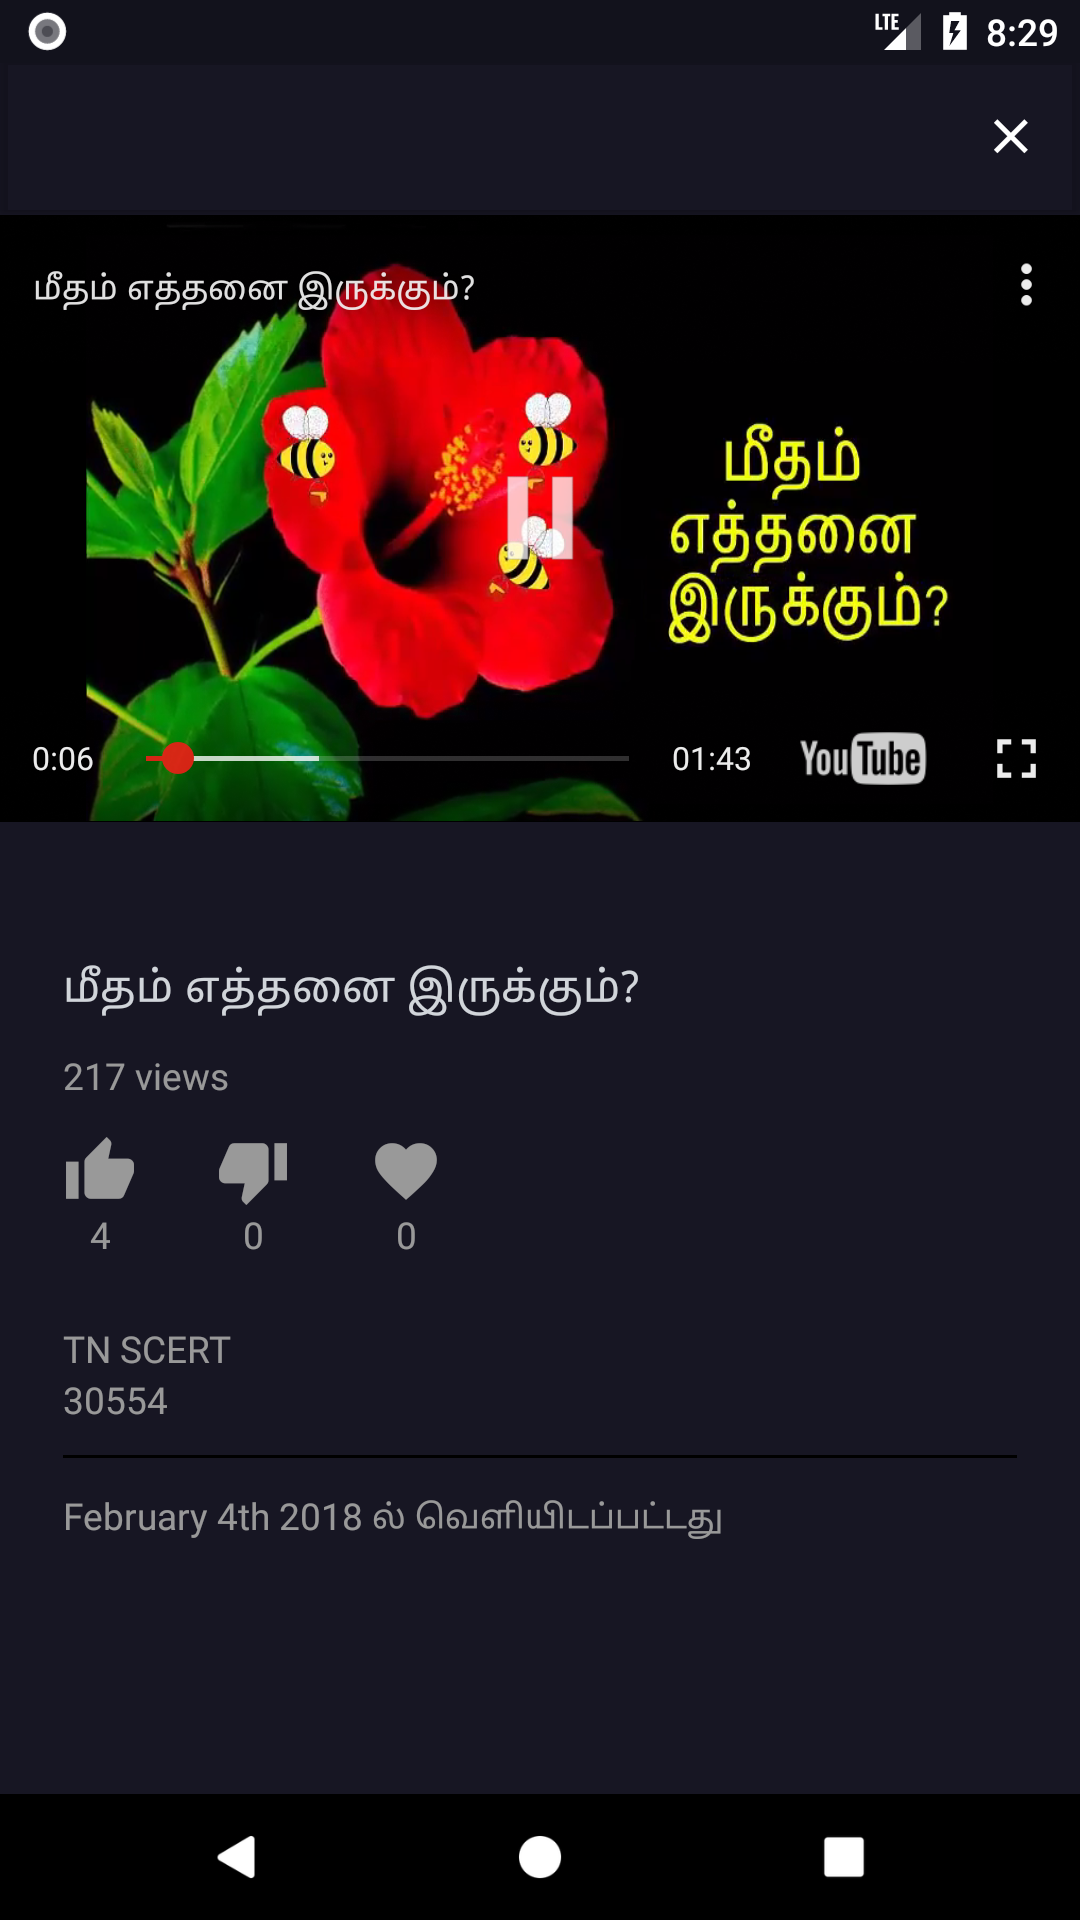 LTE 8:29
மீதம் எத்தனை இருக்கும்?
மீதம்
எத்தனை
இருக்கும்?
0:06 01:43 YouTube
மீதம் எத்தனை இருக்கும்?
217 views
4 0 0
TN SCERT
30554
February 4th 2018 ல் வெளியிடப்பட்டது